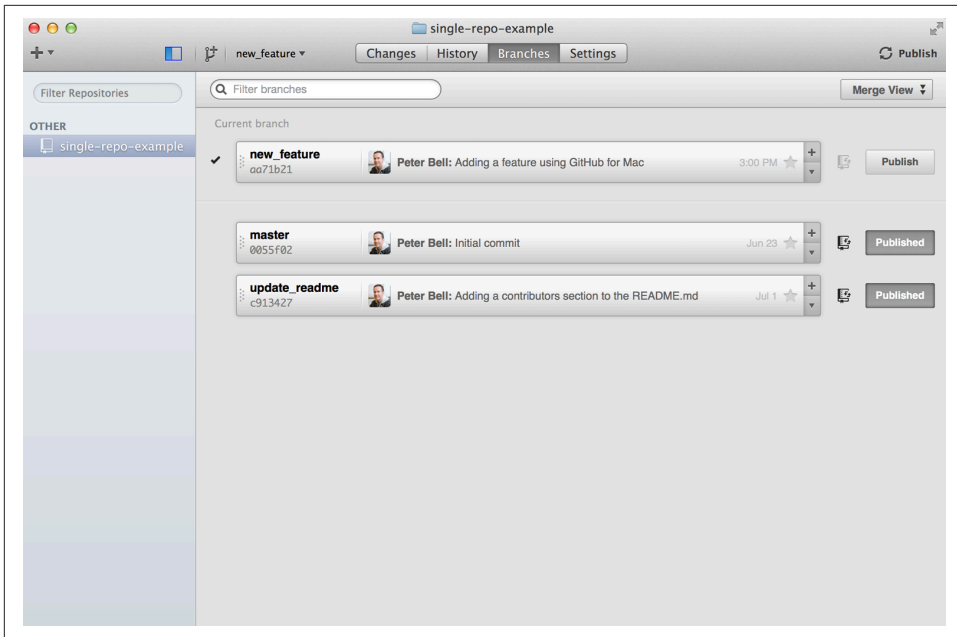 single-repo-example
new_feature
Changes History Branches Settings
Publish
Filter Repositories
Filter branches
Merge View
OTHER
single-repo-example
Current branch
new_feature
aa71b21
Peter Bell: Adding a feature using GitHub for Mac
3:00 PM
Publish
master
0055f02
Peter Bell: Initial commit
Jun 23
Published
update_readme
c913427
Peter Bell: Adding a contributors section to the README.md
Jul 1
Published